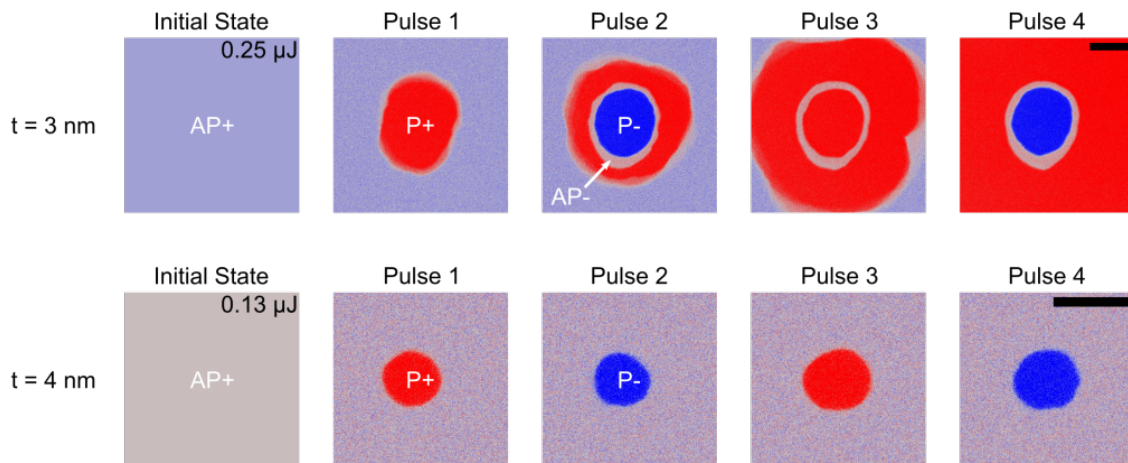 Initial State Pulse 1 Pulse 2 Pulse 3 Pulse 4
0.25 µJ
t = 3 nm AP+ P+ P-
AP-
Initial State Pulse 1 Pulse 2 Pulse 3 Pulse 4
0.13 µJ
t = 4 nm AP+ P+ P-